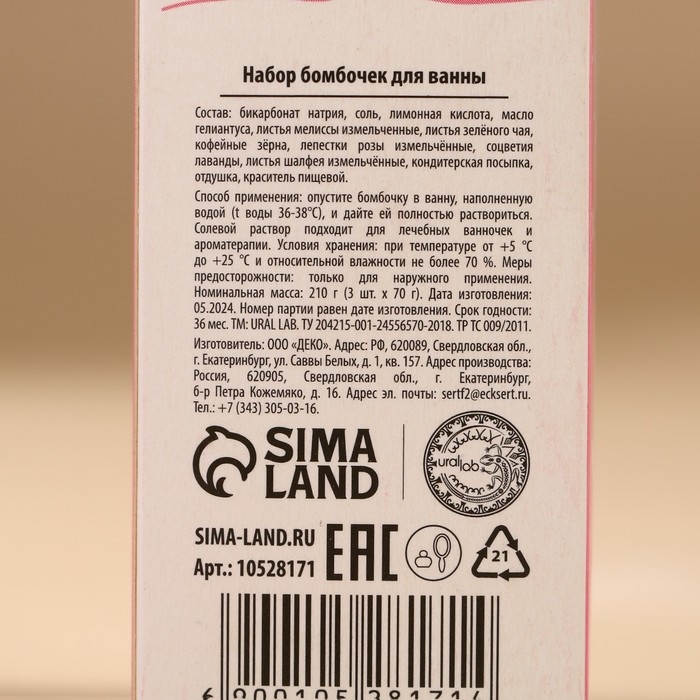 Набор бомбочек для ванны
Состав: бикарбонат натрия, соль, лимонная кислота, масло
гелиантуса, листья мелиссы измельченные, листья зелёного чая,
кофейные зёрна, лепестки розы измельчённые, соцветия
лаванды, листья шалфея измельчённые, кондитерская посыпка,
отдушка, краситель пищевой.
Способ применения: опустите бомбочку в ванну, наполненную
водой (t воды 36-38°С), и дайте ей полностью раствориться.
Солевой раствор подходит для лечебных ванночек и
ароматерапии. Условия хранения: при температуре от +5 °С
до +25 °С и относительной влажности не более 70 %. Меры
предосторожности: только для наружного применения.
Номинальная масса: 210 г (3 шт. х 70 г). Дата изготовления:
05.2024. Номер партии равен дате изготовления. Срок годности:
36 мес. ТМ: URAL LAB. ТУ 204215-001-24556570-2018. ТР ТС 009/2011.
Изготовитель: ООО «ДЕКО». Адрес: РФ, 620089, Свердловская обл.,
г. Екатеринбург, ул. Саввы Белых, д. 1, кв. 157. Адрес производства:
Россия, 620905, Свердловская обл., г. Екатеринбург,
б-р Петра Кожемяко, д. 16. Адрес эл. почты: sertf2@ecksert.ru.
Тел.: +7 (343) 305-03-16.
SIMA
LAND
ural lab
SIMA-LAND.RU
Арт.: 10528171
EAC
21
6 900105 381714